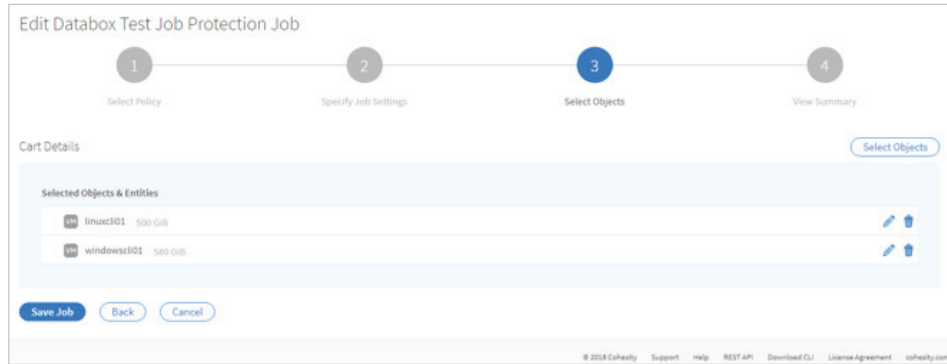 Edit Databox Test Job Protection Job
1 2 3 4
Select Policy Specify Job Settings Select Objects View Summary
Cart Details Select Objects
Selected Objects & Entities
VM linuxcli01 500 GiB
VM windowscli01 580 GiB
Save Job Back Cancel
© 2018 Cohesity Support Help REST API Download CLI License Agreement cohesity.com